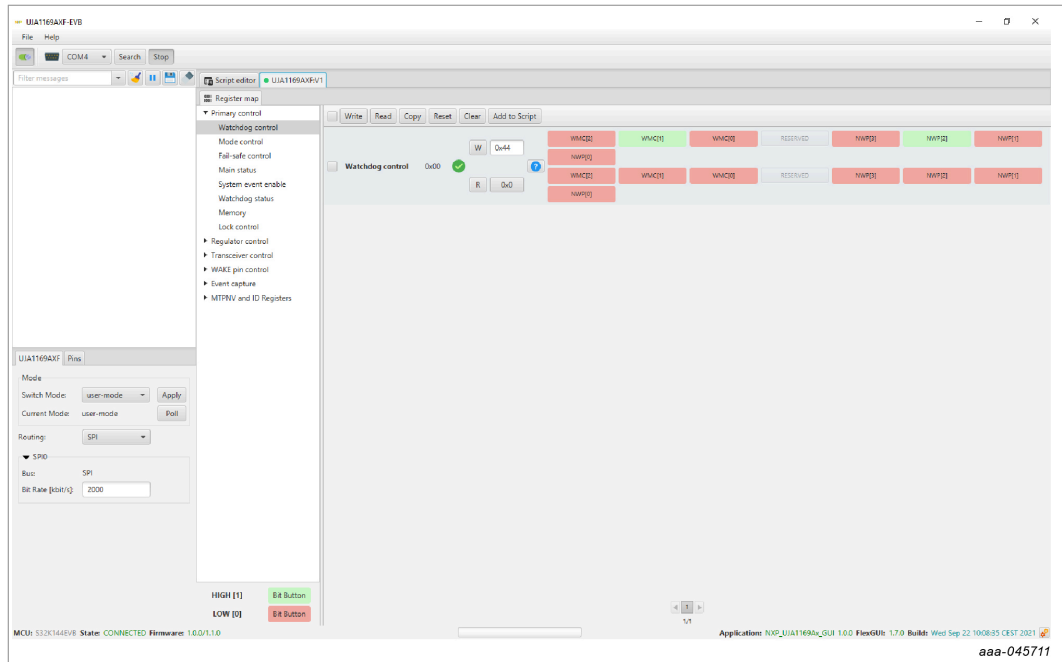 UJA1169AXF-EVB
File Help
COM4 Search Stop
Filter messages
Script editor UJA1169AXF:V1
Register map
Primary control
Watchdog control
Mode control
Fail-safe control
Main status
System event enable
Watchdog status
Memory
Lock control
Regulator control
Transceiver control
WAKE pin control
Event capture
MTPNV and ID Registers
Write Read Copy Reset Clear Add to Script
W 0x44 WMC[2] WMC[1] WMC[0] RESERVED NWP[3] NWP[2] NWP[1]
NWP[0]
Watchdog control 0x00 ?
R 0x0 WMC[2] WMC[1] WMC[0] RESERVED NWP[3] NWP[2] NWP[1]
NWP[0]
UJA1169AXF Pins
Mode
Switch Mode: user-mode Apply
Current Mode: user-mode Poll
Routing: SPI
SPI0
Bus: SPI
Bit Rate [kbit/s]: 2000
HIGH [1] Bit Button
LOW [0] Bit Button
1
1/1
MCU: S32K144EVB State: CONNECTED Firmware: 1.0.0/1.1.0 Application: NXP_UJA1169Ax_GUI 1.0.0 FlexGUI: 1.7.0 Build: Wed Sep 22 10:08:35 CEST 2021
aaa-045711